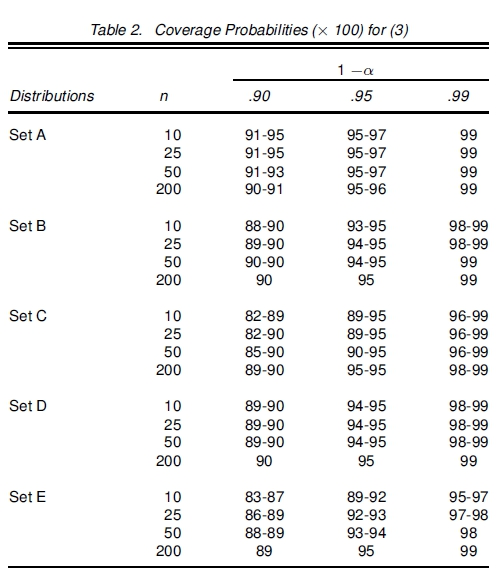 Table 2. Coverage Probabilities (× 100) for (3)
1 −α
Distributions n .90 .95 .99
Set A 10 91-95 95-97 99
25 91-95 95-97 99
50 91-93 95-97 99
200 90-91 95-96 99
Set B 10 88-90 93-95 98-99
25 89-90 94-95 98-99
50 90-90 94-95 99
200 90 95 99
Set C 10 82-89 89-95 96-99
25 82-90 89-95 96-99
50 85-90 90-95 96-99
200 89-90 95-95 98-99
Set D 10 89-90 94-95 98-99
25 89-90 94-95 98-99
50 89-90 94-95 98-99
200 90 95 99
Set E 10 83-87 89-92 95-97
25 86-89 92-93 97-98
50 88-89 93-94 98
200 89 95 99